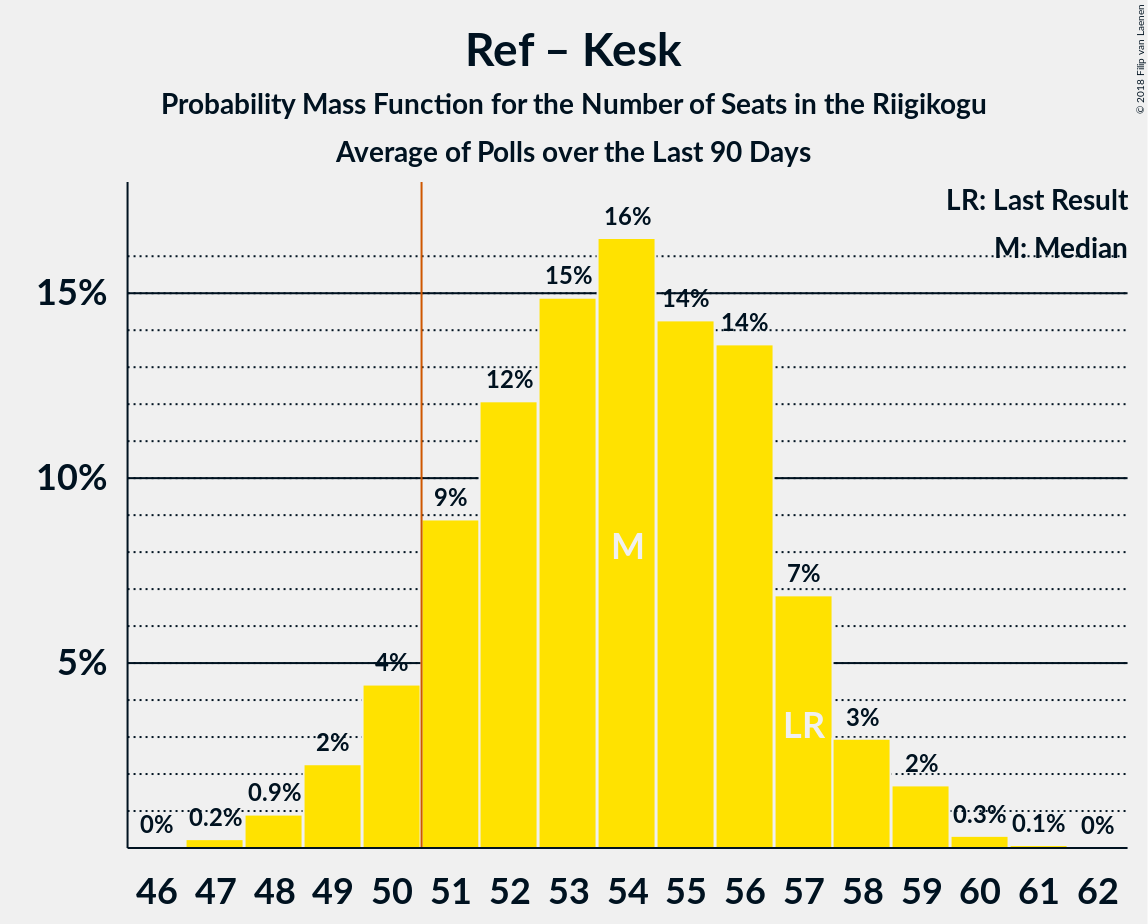 Ref – Kesk
Probability Mass Function for the Number of Seats in the Riigikogu
Average of Polls over the Last 90 Days
© 2018 Filip van Laenen
LR: Last Result
M: Median
15%
10%
5%
0%
0.2%
0.9%
2%
4%
9%
12%
15%
16%
14%
14%
7%
3%
2%
0.3%
0.1%
0%
M
LR
46 47 48 49 50 51 52 53 54 55 56 57 58 59 60 61 62